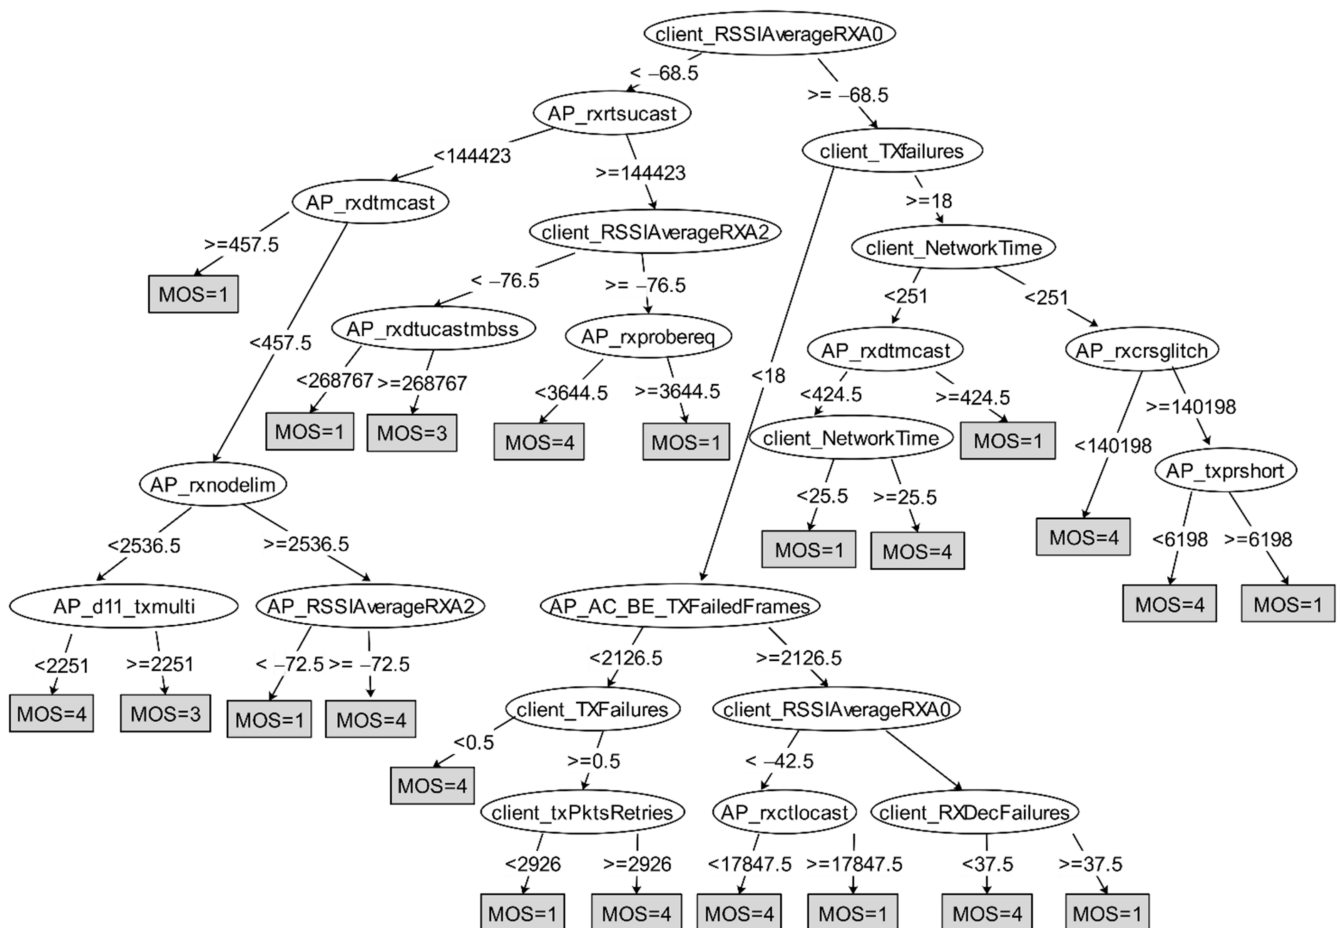 client_RSSIAverageRXA0
< −68.5
>= −68.5
AP_rxrtsucast
client_TXfailures
<144423
>=144423
>=18
AP_rxdtmcast
client_RSSIAverageRXA2
client_NetworkTime
>=457.5
< −76.5
>= −76.5
<251
<251
MOS=1
<457.5
AP_rxdtucastmbss
AP_rxprobereq
<18
AP_rxdtmcast
AP_rxcrsglitch
<268767
>=268767
<3644.5
>=3644.5
<424.5
>=424.5
>=140198
MOS=1
MOS=3
MOS=4
MOS=1
client_NetworkTime
MOS=1
<140198
AP_txprshort
AP_rxnodelim
<25.5
>=25.5
<2536.5
>=2536.5
MOS=1
MOS=4
MOS=4
<6198
>=6198
AP_d11_txmulti
AP_RSSIAverageRXA2
AP_AC_BE_TXFailedFrames
MOS=4
MOS=1
<2251
>=2251
< −72.5
>= −72.5
<2126.5
>=2126.5
MOS=4
MOS=3
MOS=1
MOS=4
client_TXFailures
client_RSSIAverageRXA0
<0.5
>=0.5
< −42.5
MOS=4
client_txPktsRetries
AP_rxctlocast
client_RXDecFailures
<2926
>=2926
<17847.5
>=17847.5
<37.5
>=37.5
MOS=1
MOS=4
MOS=4
MOS=1
MOS=4
MOS=1